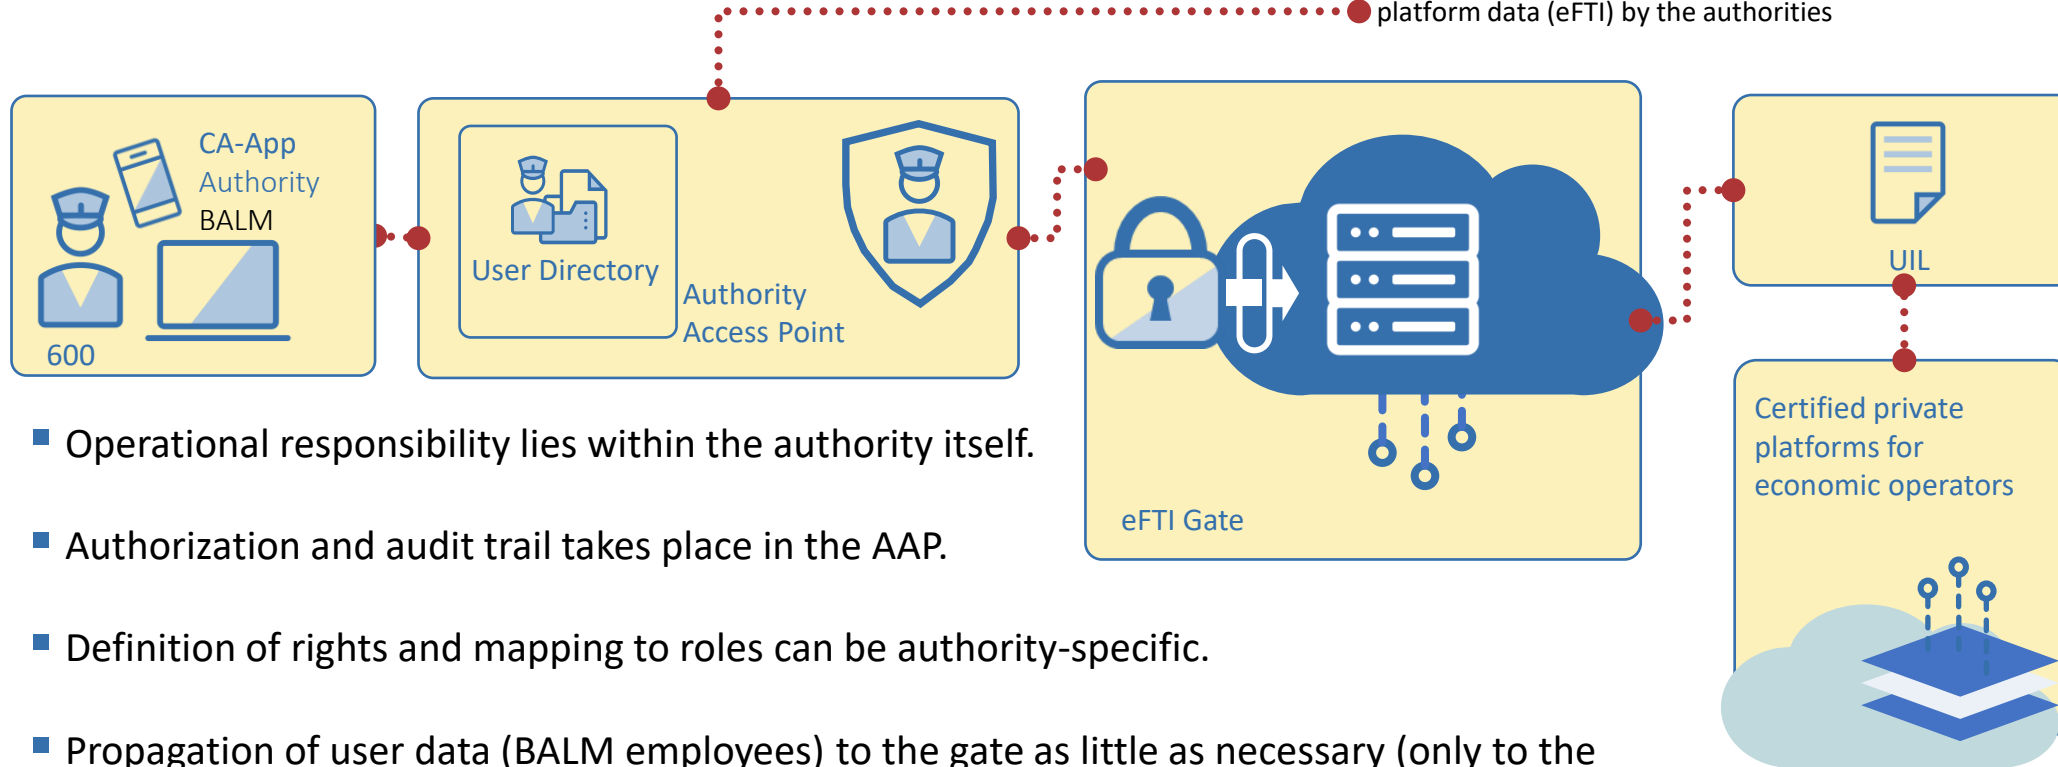 platform data (eFTI) by the authorities
CA-App
Authority
BALM
600
User Directory
Authority
Access Point
eFTI Gate
UIL
Certified private
platforms for
economic operators
Operational responsibility lies within the authority itself.
Authorization and audit trail takes place in the AAP.
Definition of rights and mapping to roles can be authority-specific.
Propagation of user data (BALM employees) to the gate as little as necessary (only to the